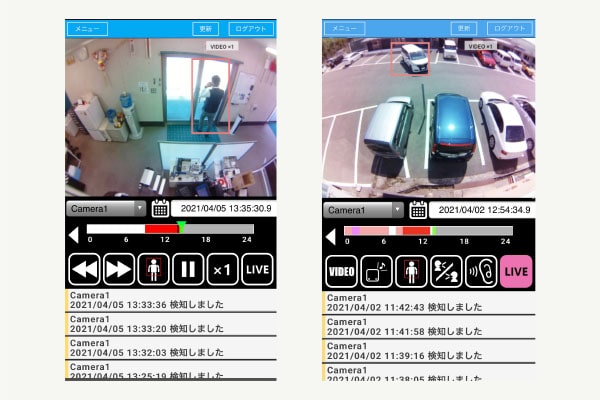 メニュー
更新
ログアウト
VIDEO ×1
Camera1
2021/04/05 13:35:30.9
0 6 12 18 24
×1
LIVE
Camera1
2021/04/05 13:33:36 検知しました
Camera1
2021/04/05 13:33:20 検知しました
Camera1
2021/04/05 13:32:03 検知しました
Camera1
2021/04/05 13:25:19 検知しました
メニュー
更新
ログアウト
VIDEO ×1
Camera1
2021/04/02 12:54:34.9
0 6 12 18 24
VIDEO
LIVE
Camera1
2021/04/02 11:42:43 検知しました
Camera1
2021/04/02 11:41:58 検知しました
Camera1
2021/04/02 11:39:16 検知しました
Camera1
2021/04/02 11:38:05 検知しました